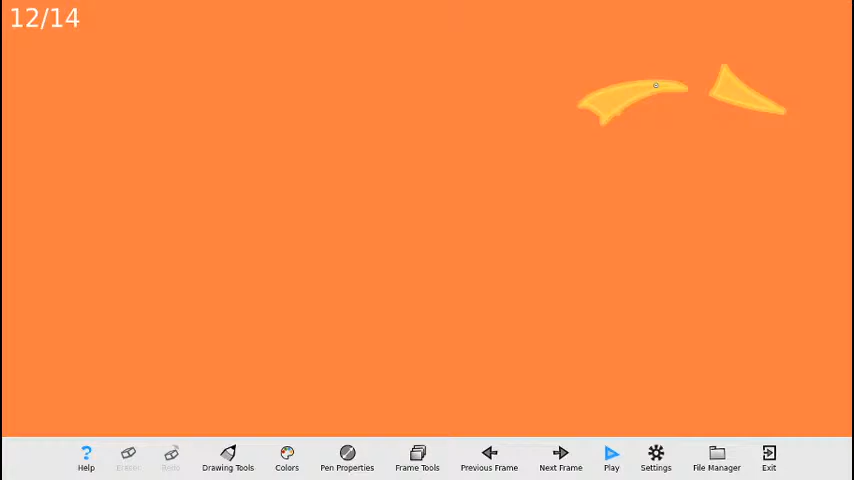 12/14
Help Eraser Redo Drawing Tools Colors Pen Properties Frame Tools Previous Frame Next Frame Play Settings File Manager Exit